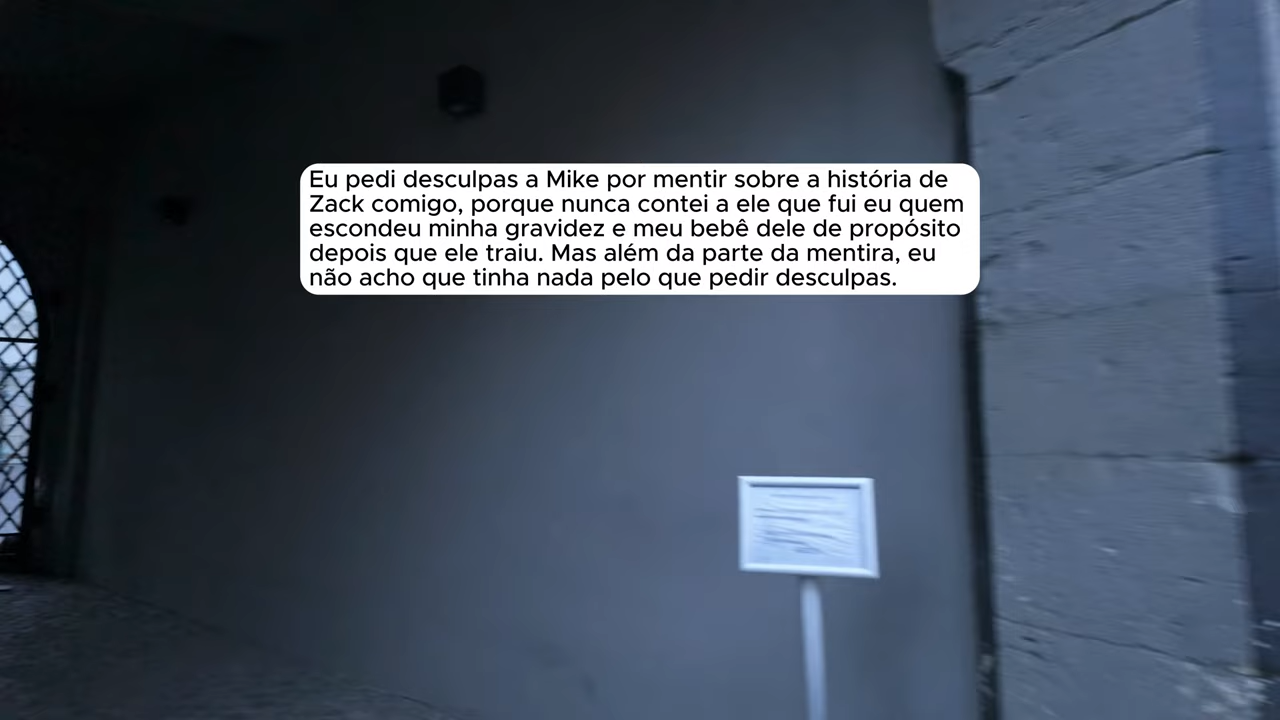 Eu pedi desculpas a Mike por mentir sobre a história de
Zack comigo, porque nunca contei a ele que fui eu quem
escondeu minha gravidez e meu bebê dele de propósito
depois que ele traiu. Mas além da parte da mentira, eu
não acho que tinha nada pelo que pedir desculpas.